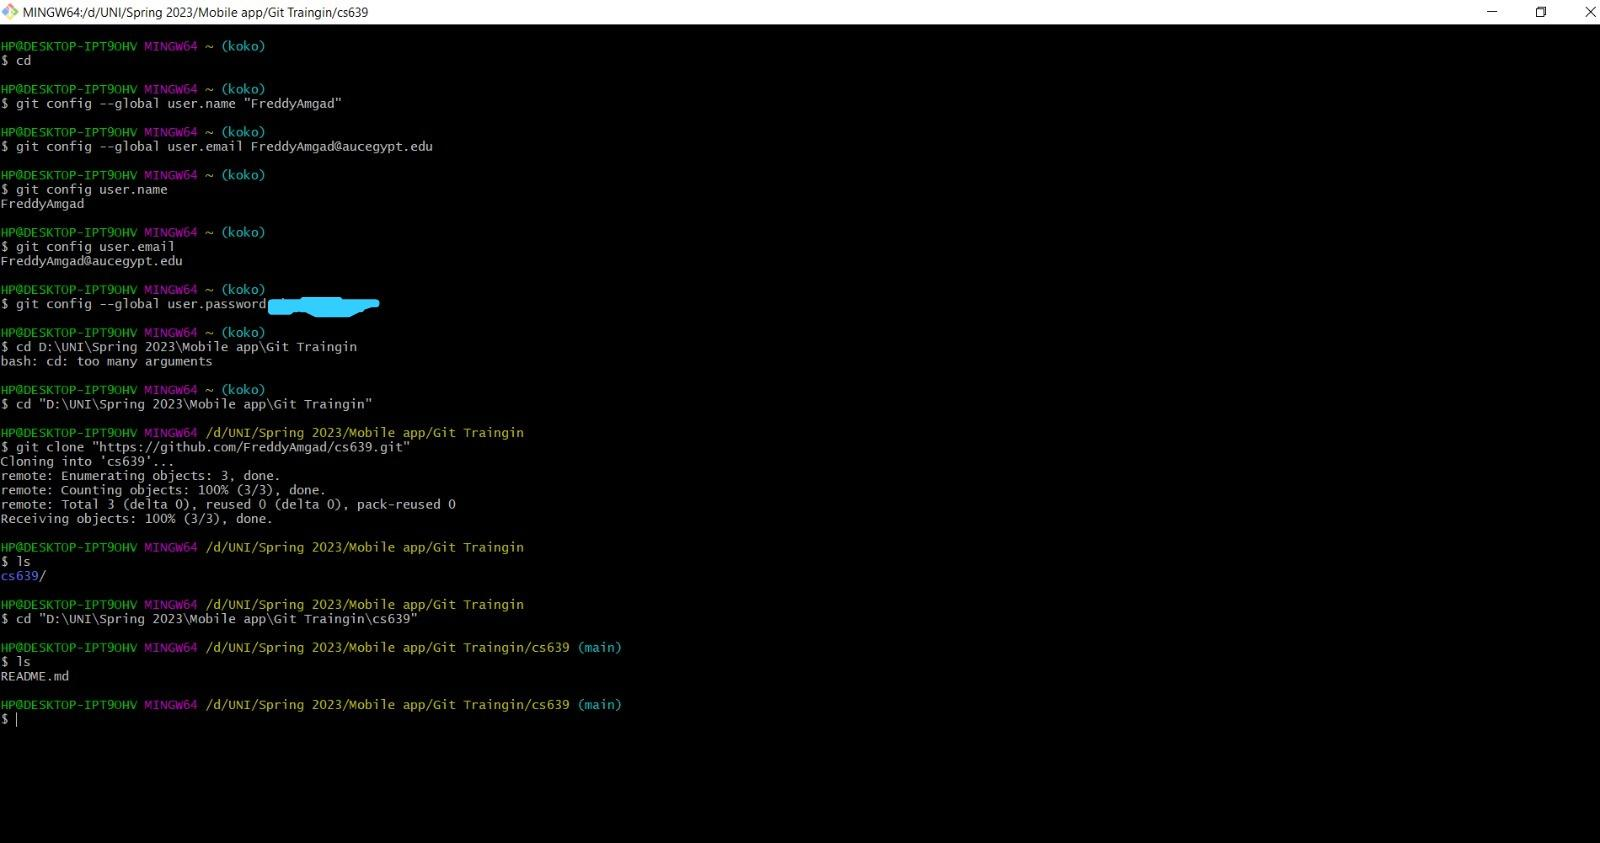 MINGW64:/d/UNI/Spring 2023/Mobile app/Git Traingin/cs639
HP@DESKTOP-IPT9OHV MINGW64 ~ (koko)
$ cd
HP@DESKTOP-IPT9OHV MINGW64 ~ (koko)
$ git config --global user.name "FreddyAmgad"
HP@DESKTOP-IPT9OHV MINGW64 ~ (koko)
$ git config --global user.email FreddyAmgad@aucegypt.edu
HP@DESKTOP-IPT9OHV MINGW64 ~ (koko)
$ git config user.name
FreddyAmgad
HP@DESKTOP-IPT9OHV MINGW64 ~ (koko)
$ git config user.email
FreddyAmgad@aucegypt.edu
HP@DESKTOP-IPT9OHV MINGW64 ~ (koko)
$ git config --global user.password
HP@DESKTOP-IPT9OHV MINGW64 ~ (koko)
$ cd D:\UNI\Spring 2023\Mobile app\Git Traingin
bash: cd: too many arguments
HP@DESKTOP-IPT9OHV MINGW64 ~ (koko)
$ cd "D:\UNI\Spring 2023\Mobile app\Git Traingin"
HP@DESKTOP-IPT9OHV MINGW64 /d/UNI/Spring 2023/Mobile app/Git Traingin
$ git clone "https://github.com/FreddyAmgad/cs639.git"
Cloning into 'cs639'...
remote: Enumerating objects: 3, done.
remote: Counting objects: 100% (3/3), done.
remote: Total 3 (delta 0), reused 0 (delta 0), pack-reused 0
Receiving objects: 100% (3/3), done.
HP@DESKTOP-IPT9OHV MINGW64 /d/UNI/Spring 2023/Mobile app/Git Traingin
$ ls
cs639/
HP@DESKTOP-IPT9OHV MINGW64 /d/UNI/Spring 2023/Mobile app/Git Traingin
$ cd "D:\UNI\Spring 2023\Mobile app\Git Traingin\cs639"
HP@DESKTOP-IPT9OHV MINGW64 /d/UNI/Spring 2023/Mobile app/Git Traingin/cs639 (main)
$ ls
README.md
HP@DESKTOP-IPT9OHV MINGW64 /d/UNI/Spring 2023/Mobile app/Git Traingin/cs639 (main)
$